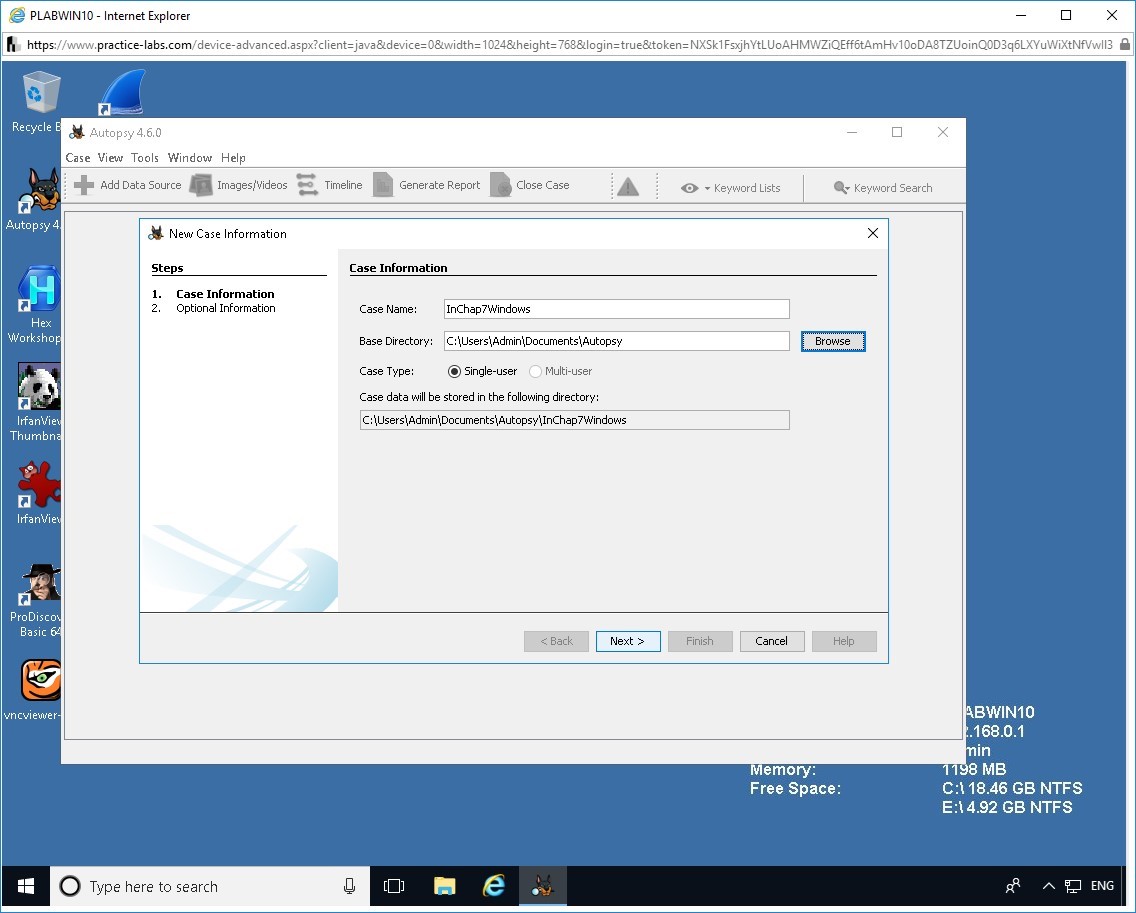 PLABWIN10 - Internet Explorer
https://www.practice-labs.com/device-advanced.aspx?client=java&device=0&width=1024&height=768&login=true&token=NXSk1FsxjhYtLUoAHMWZiQEff6tAmHv10oDA8TZUoinQ0D3q6LXYuWiXtNfVwII3
Recycle B
Autopsy 4.6.0
Case View Tools Window Help
Add Data Source Images/Videos Timeline Generate Report Close Case Keyword Lists Keyword Search
Autopsy 4.
New Case Information
Steps
1. Case Information
2. Optional Information
Case Information
Case Name: InChap7Windows
Base Directory: C:\Users\Admin\Documents\Autopsy Browse
Case Type: Single-user Multi-user
Case data will be stored in the following directory:
C:\Users\Admin\Documents\Autopsy\InChap7Windows
< Back Next > Finish Cancel Help
Hex
Workshop
IrfanView
Thumbna
IrfanView
ProDiscov
Basic 64
vncviewer-
ABWIN10
.168.0.1
min
Memory: 1198 MB
Free Space: C:\ 18.46 GB NTFS
E:\ 4.92 GB NTFS
Type here to search
ENG